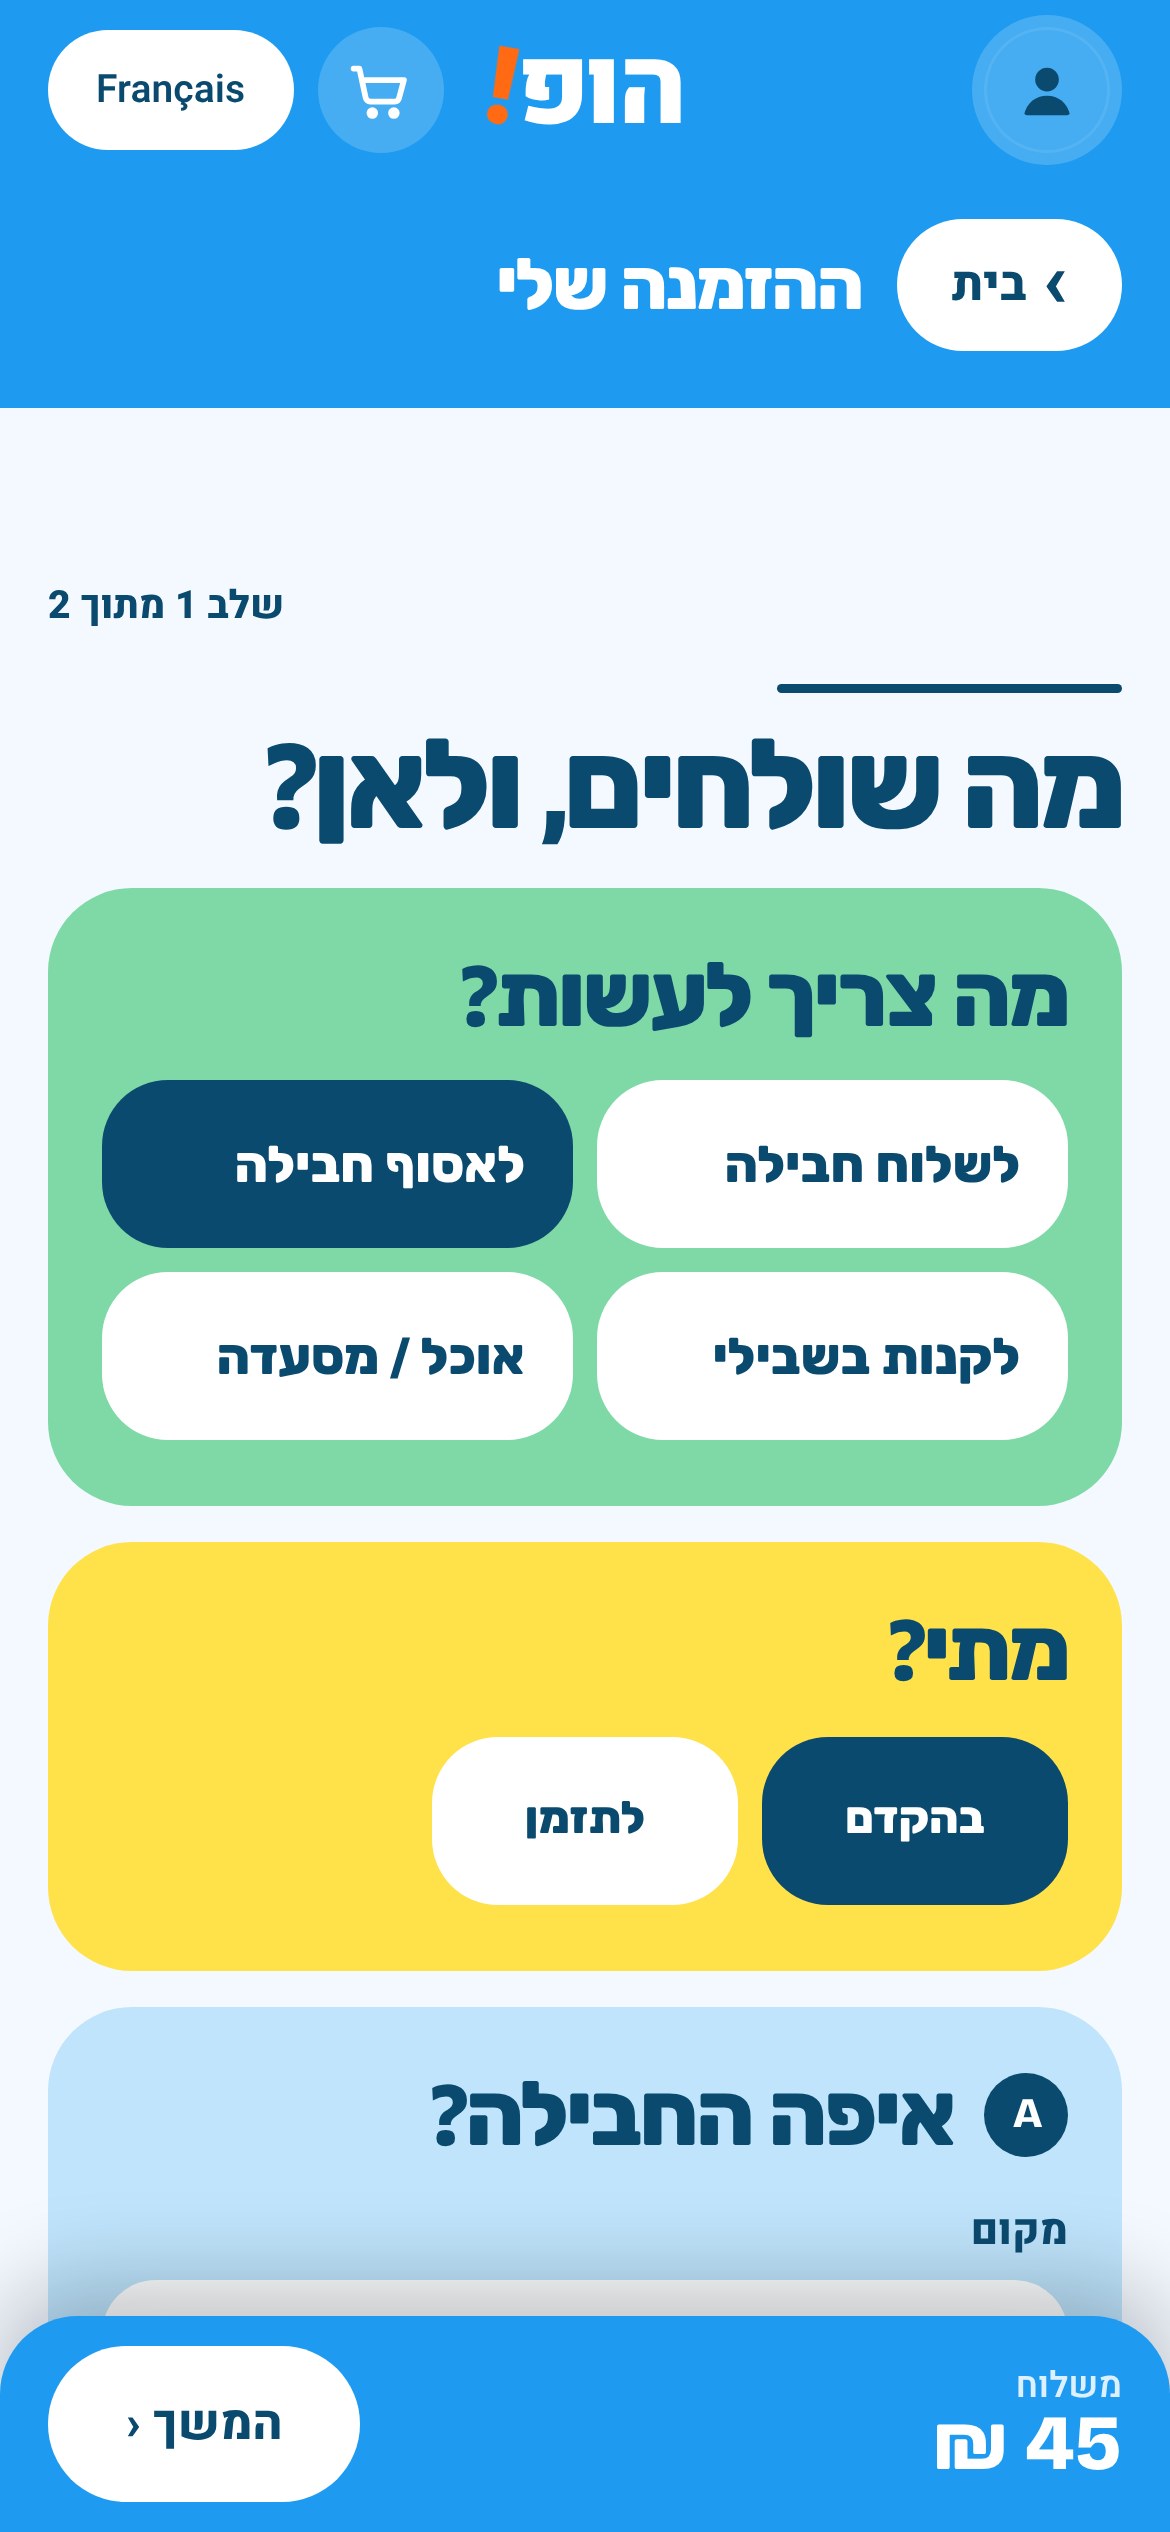 הופ!
Français
› בית
ההזמנה שלי
שלב 1 מתוך 2
מה שולחים, ולאן?
מה צריך לעשות?
לשלוח חבילה
לאסוף חבילה
לקנות בשבילי
אוכל / מסעדה
מתי?
בהקדם
לתזמן
A
איפה החבילה?
מקום
משלוח
45 ₪
המשך ›